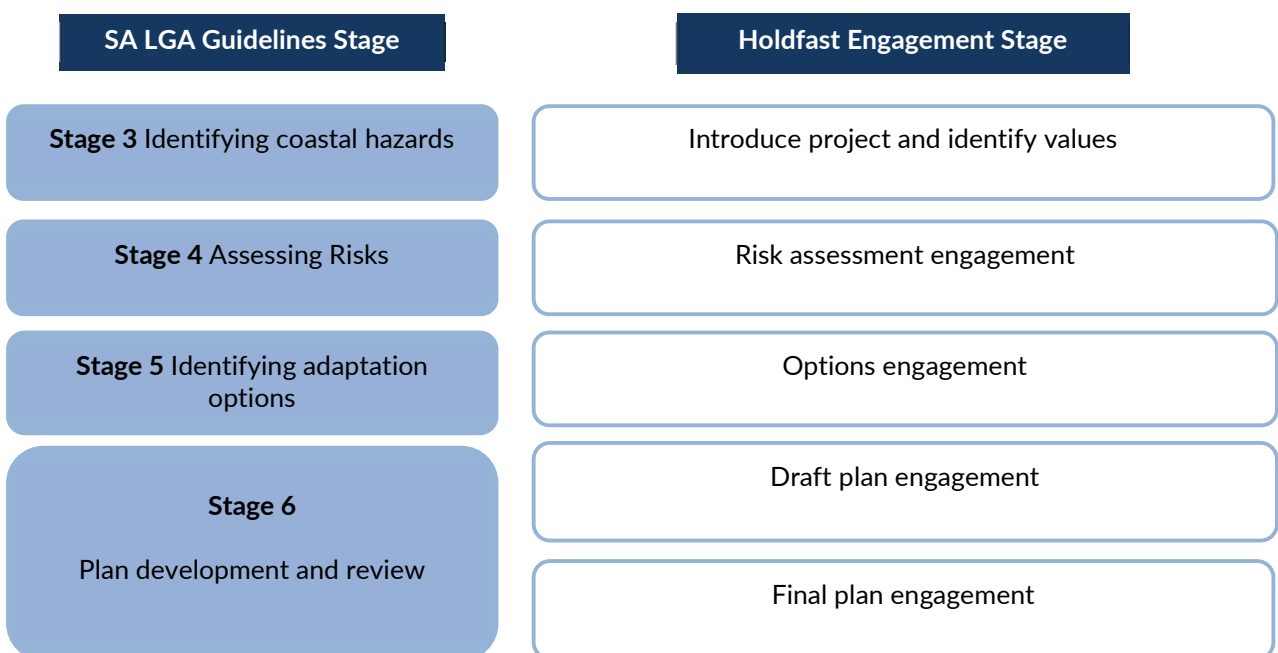 SA LGA Guidelines Stage
Holdfast Engagement Stage
Stage 3 Identifying coastal hazards
Introduce project and identify values
Stage 4 Assessing Risks
Risk assessment engagement
Stage 5 Identifying adaptation
options
Options engagement
Stage 6
Plan development and review
Draft plan engagement
Final plan engagement